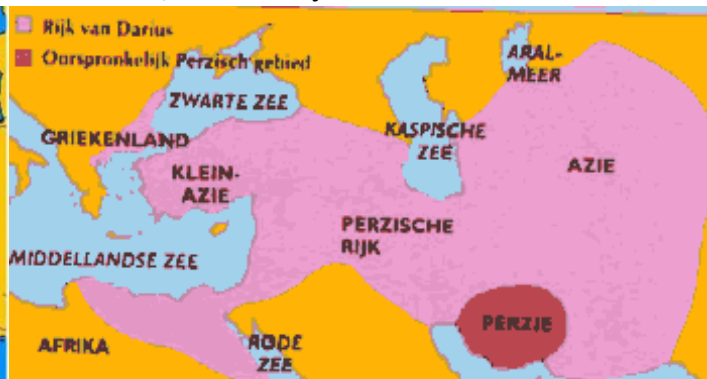 Rijk van Darius
Oorspronkelijk Perzisch gebied
ARAL-
MEER
ZWARTE ZEE
GRIEKENLAND
KASPISCHE
ZEE
AZIE
KLEIN-
AZIE
PERZISCHE
RIJK
MIDDELLANDSE ZEE
PERZIE
AFRIKA
RODE
ZEE